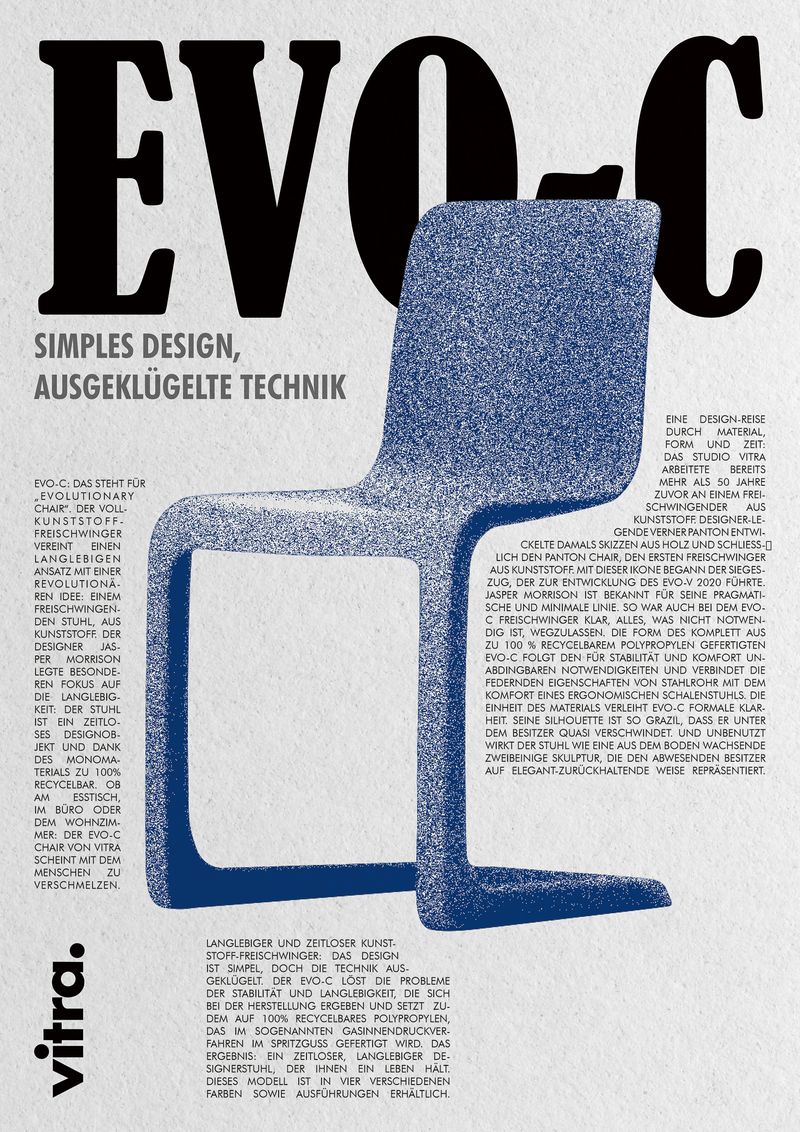 EVO-C
SIMPLES DESIGN,
AUSGEKLÜGELTE TECHNIK
EVO-C: DAS STEHT FÜR
„EVOLUTIONARY
CHAIR“. DER VOLL-
KUNSTSTOFF-
FREISCHWINGER
VEREINT EINEN
LANGLEBIGEN
ANSATZ MIT EINER
REVOLUTIONÄ-
REN IDEE: EINEM
FREISCHWINGEN-
DEN STUHL, AUS
KUNSTSTOFF. DER
DESIGNER JAS-
PER MORRISON
LEGTE BESONDE-
REN FOKUS AUF
DIE LANGLEBIG-
KEIT: DER STUHL
IST EIN ZEITLO-
SES DESIGNOB-
JEKT UND DANK
DES MONOMA-
TERIALS ZU 100%
RECYCELBAR. OB
AM ESSTISCH,
IM BÜRO ODER
DEM WOHNZIM-
MER: DER EVO-C
CHAIR VON VITRA
SCHEINT MIT DEM
MENSCHEN ZU
VERSCHMELZEN.
EINE DESIGN-REISE
DURCH MATERIAL,
FORM UND ZEIT:
DAS STUDIO VITRA
ARBEITETE BEREITS
MEHR ALS 50 JAHRE
ZUVOR AN EINEM FREI-
SCHWINGENDER AUS
KUNSTSTOFF. DESIGNER-LE-
GENDE VERNER PANTON ENTWI-
CKELTE DAMALS SKIZZEN AUS HOLZ UND SCHLIESS-
LICH DEN PANTON CHAIR, DEN ERSTEN FREISCHWINGER
AUS KUNSTSTOFF. MIT DIESER IKONE BEGANN DER SIEGES-
ZUG, DER ZUR ENTWICKLUNG DES EVO-V 2020 FÜHRTE.
JASPER MORRISON IST BEKANNT FÜR SEINE PRAGMATI-
SCHE UND MINIMALE LINIE. SO WAR AUCH BEI DEM EVO-
C FREISCHWINGER KLAR, ALLES, WAS NICHT NOTWEN-
DIG IST, WEGZULASSEN. DIE FORM DES KOMPLETT AUS
ZU 100 % RECYCELBAREM POLYPROPYLEN GEFERTIGTEN
EVO-C FOLGT DEN FÜR STABILITÄT UND KOMFORT UN-
ABDINGBAREN NOTWENDIGKEITEN UND VERBINDET DIE
FEDERNDEN EIGENSCHAFTEN VON STAHLROHR MIT DEM
KOMFORT EINES ERGONOMISCHEN SCHALENSTUHLS. DIE
EINHEIT DES MATERIALS VERLEIHT EVO-C FORMALE KLAR-
HEIT. SEINE SILHOUETTE IST SO GRAZIL, DASS ER UNTER
DEM BESITZER QUASI VERSCHWINDET. UND UNBENUTZT
WIRKT DER STUHL WIE EINE AUS DEM BODEN WACHSENDE
ZWEIBEINIGE SKULPTUR, DIE DEN ABWESENDEN BESITZER
AUF ELEGANT-ZURÜCKHALTENDE WEISE REPRÄSENTIERT.
LANGLEBIGER UND ZEITLOSER KUNST-
STOFF-FREISCHWINGER: DAS DESIGN
IST SIMPEL, DOCH DIE TECHNIK AUS-
GEKLÜGELT. DER EVO-C LÖST DIE PROBLEME
DER STABILITÄT UND LANGLEBIGKEIT, DIE SICH
BEI DER HERSTELLUNG ERGEBEN UND SETZT ZU-
DEM AUF 100% RECYCELBARES POLYPROPYLEN,
DAS IM SOGENANNTEN GASINNENDRUCKVER-
FAHREN IM SPRITZGUSS GEFERTIGT WIRD. DAS
ERGEBNIS: EIN ZEITLOSER, LANGLEBIGER DE-
SIGNERSTUHL, DER IHNEN EIN LEBEN HÄLT.
DIESES MODELL IST IN VIER VERSCHIEDENEN
FARBEN SOWIE AUSFÜHRUNGEN ERHÄLTLICH.
vitra.